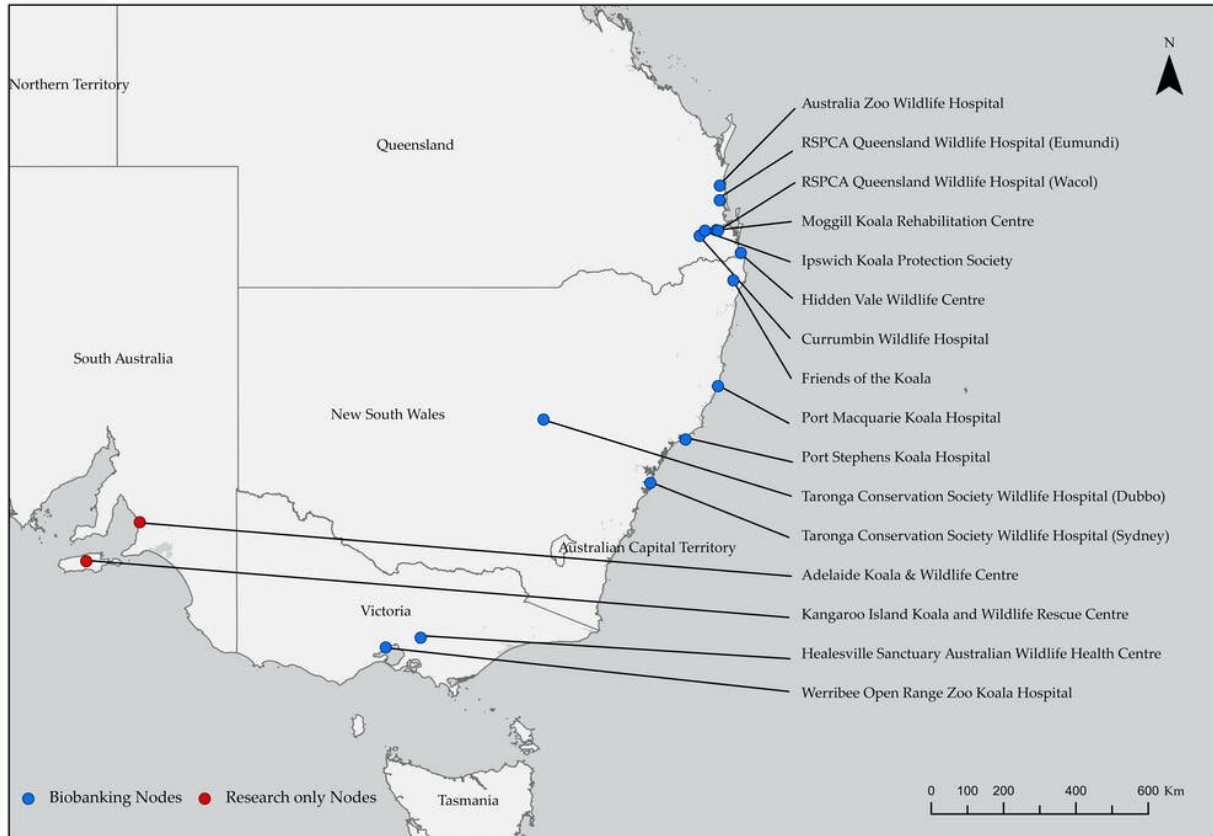 N
Northern Territory
Queensland
South Australia
New South Wales
Australian Capital Territory
Victoria
Tasmania
Australia Zoo Wildlife Hospital
RSPCA Queensland Wildlife Hospital (Eumundi)
RSPCA Queensland Wildlife Hospital (Wacol)
Moggill Koala Rehabilitation Centre
Ipswich Koala Protection Society
Hidden Vale Wildlife Centre
Currumbin Wildlife Hospital
Friends of the Koala
Port Macquarie Koala Hospital
Port Stephens Koala Hospital
Taronga Conservation Society Wildlife Hospital (Dubbo)
Taronga Conservation Society Wildlife Hospital (Sydney)
Adelaide Koala & Wildlife Centre
Kangaroo Island Koala and Wildlife Rescue Centre
Healesville Sanctuary Australian Wildlife Health Centre
Werribee Open Range Zoo Koala Hospital
Biobanking Nodes
Research only Nodes
0 100 200 400 600 Km